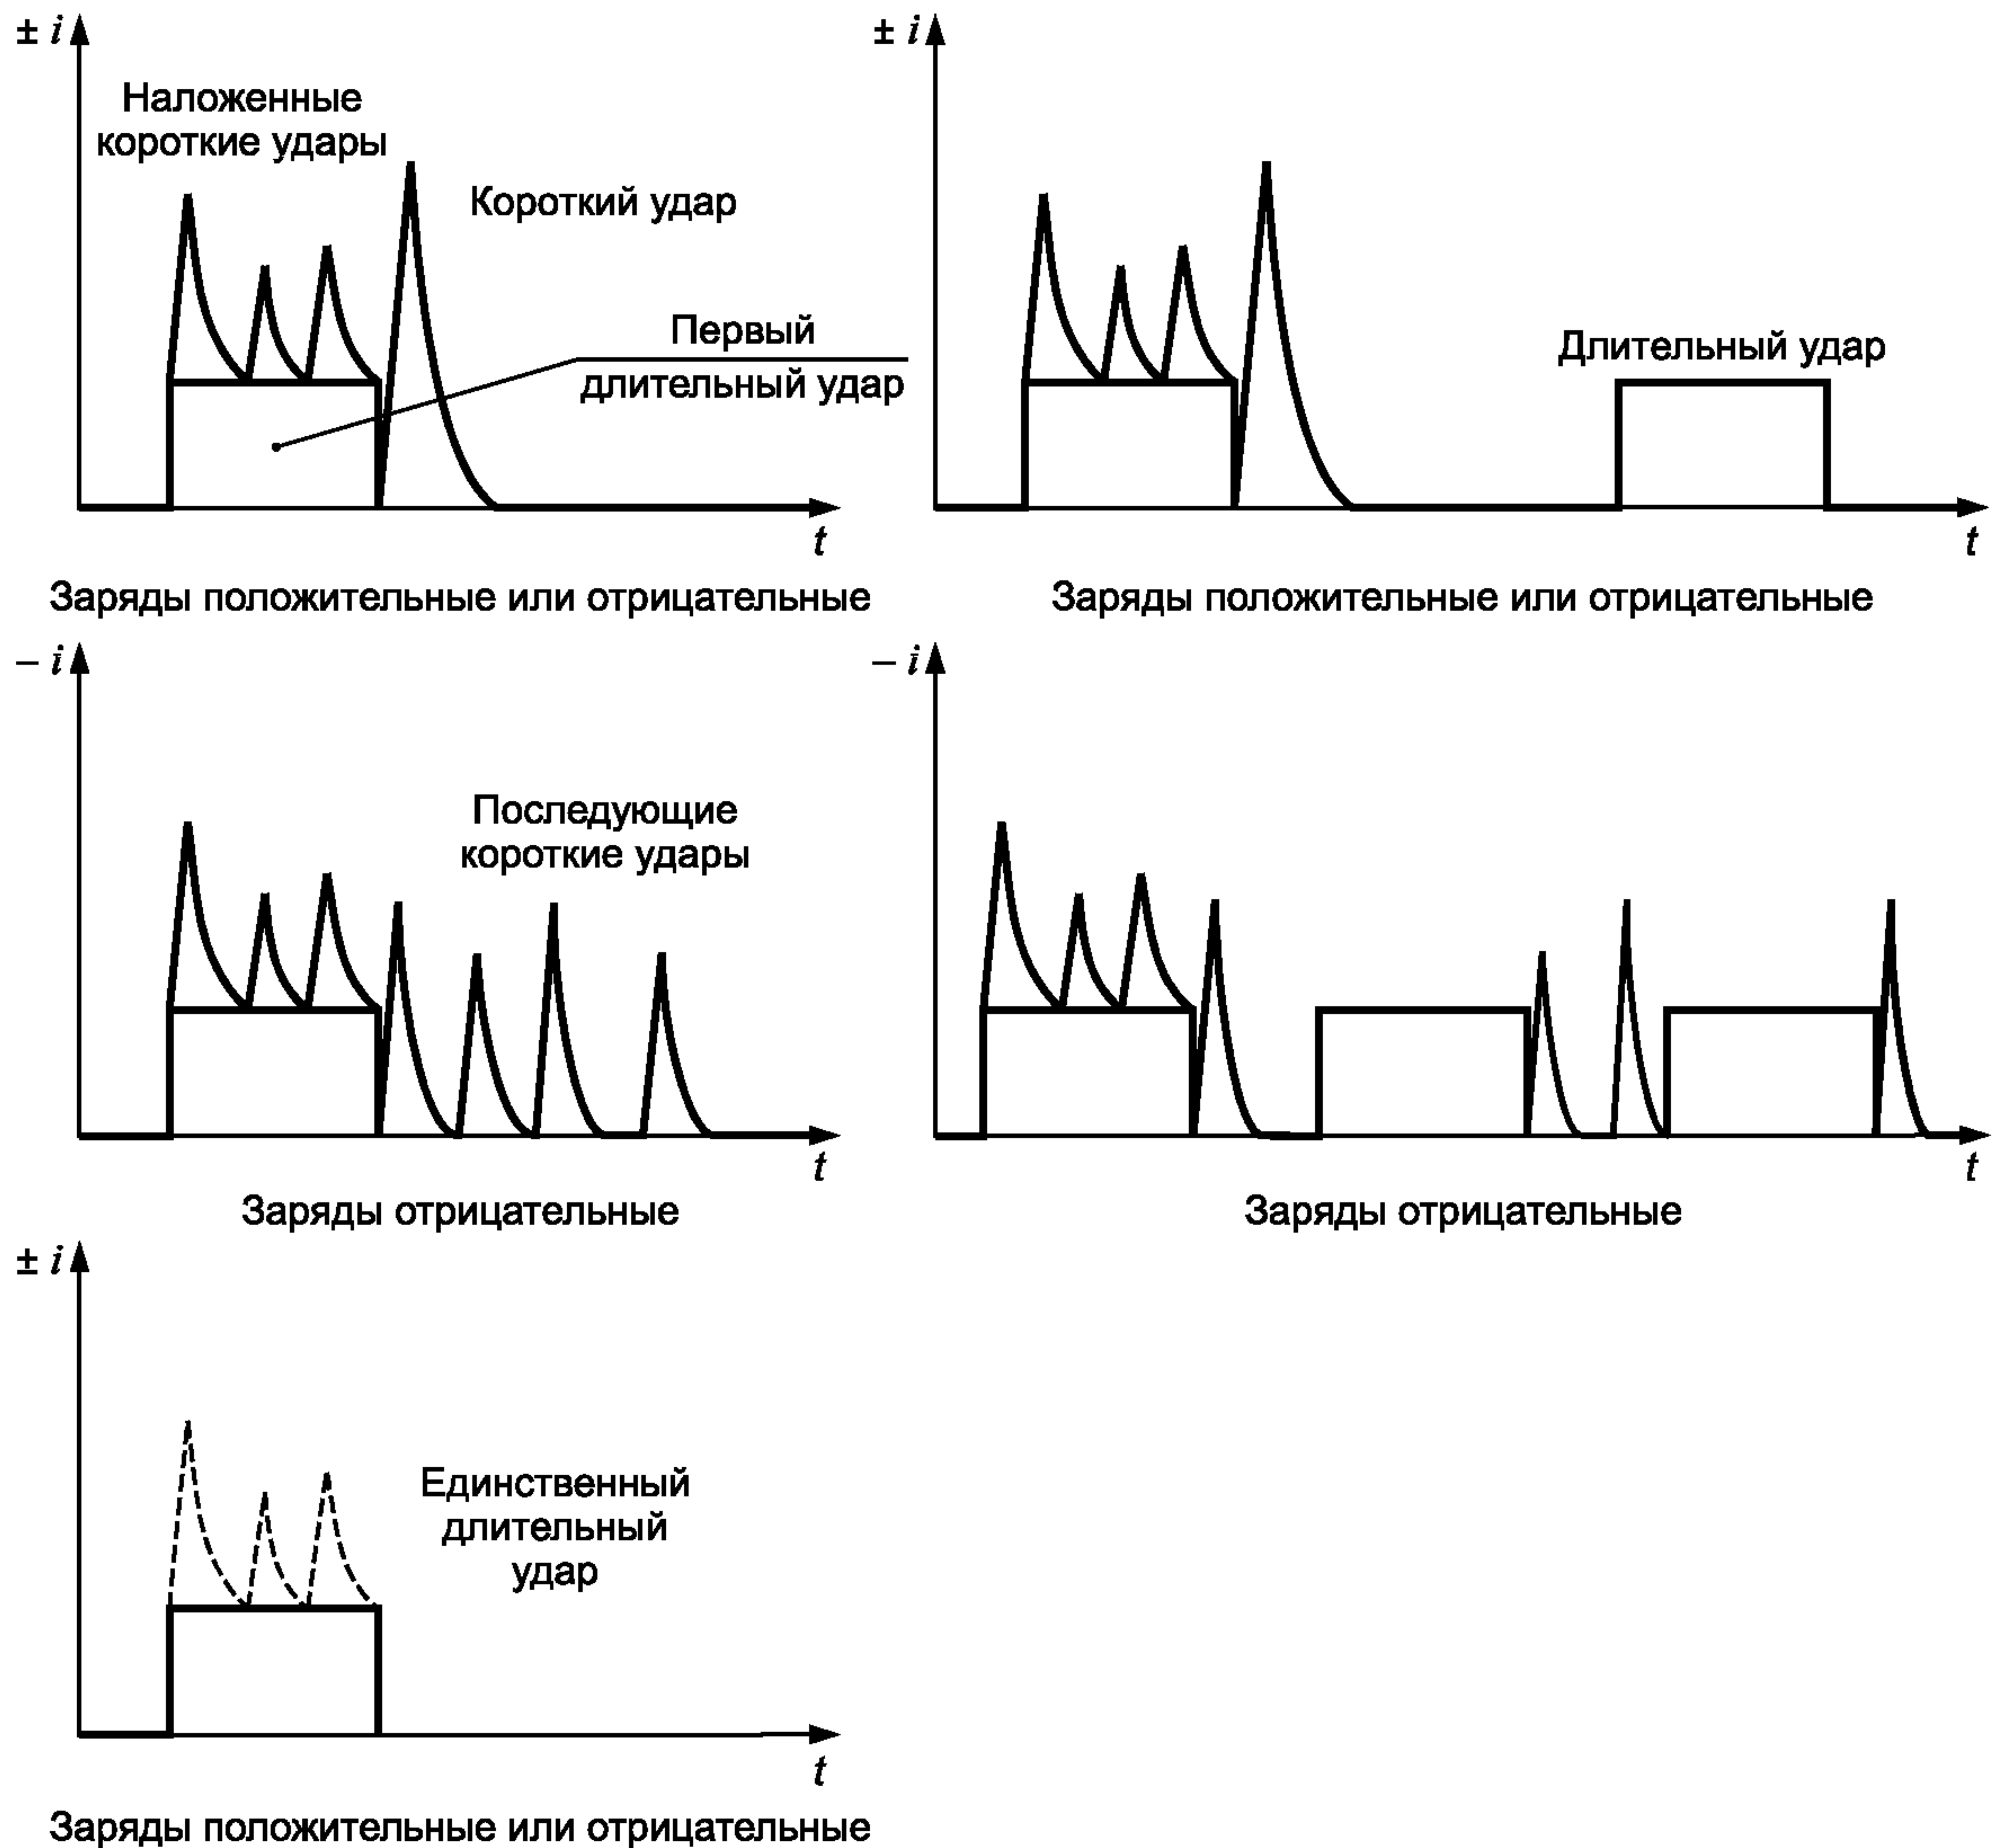 ± i
Наложенные
короткие удары
Короткий удар
Первый
длительный удар
t
Заряды положительные или отрицательные
± i
Длительный удар
t
Заряды положительные или отрицательные
– i
Последующие
короткие удары
t
Заряды отрицательные
– i
t
Заряды отрицательные
± i
Единственный
длительный
удар
t
Заряды положительные или отрицательные